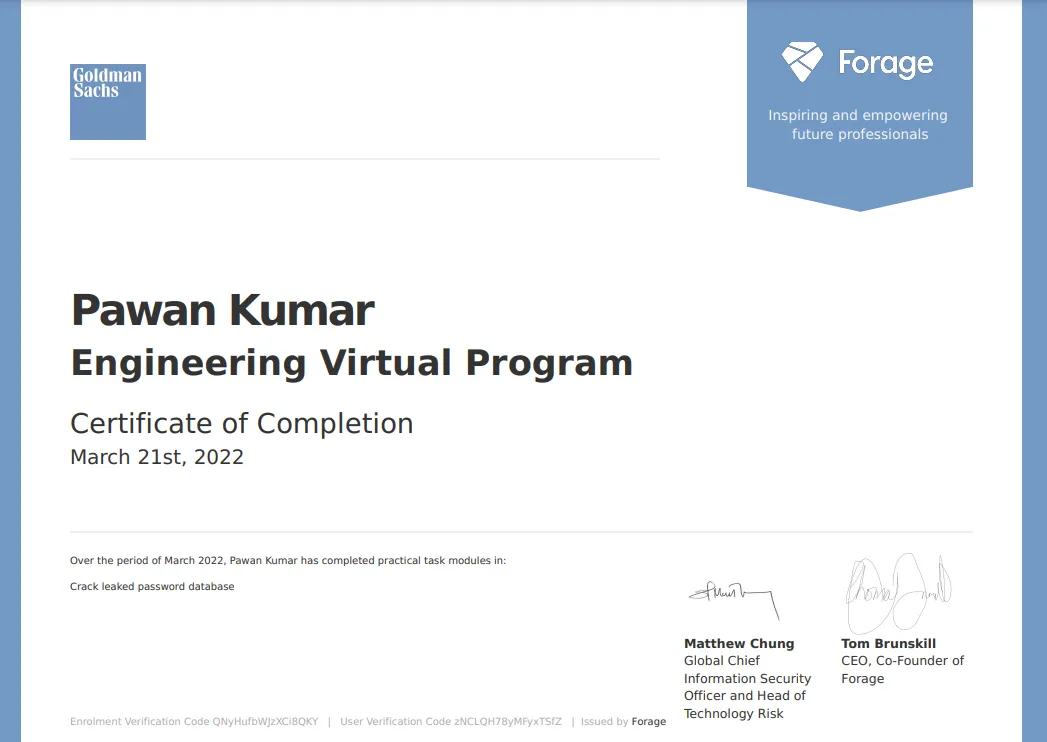 Goldman
Sachs
Forage
Inspiring and empowering
future professionals
Pawan Kumar
Engineering Virtual Program
Certificate of Completion
March 21st, 2022
Over the period of March 2022, Pawan Kumar has completed practical task modules in:
Crack leaked password database
Matthew Chung
Global Chief
Information Security
Officer and Head of
Technology Risk
Tom Brunskill
CEO, Co-Founder of
Forage
Enrolment Verification Code QNyHufbWJzXCi8QKY | User Verification Code zNCLQH78yMFyxTSfZ | Issued by Forage